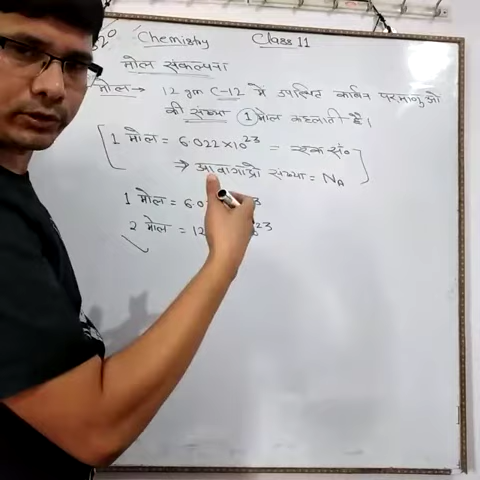 Chemistry Class 11
मोल संकल्पना
मोल → 12 gm C-12 में उपस्थित कार्बन परमाणुओ
की संख्या 1 मोल कहलाती है।
1 मोल = 6.022×10²³ = एक सं०
⇒ आवागाद्रो संख्या = NA
1 मोल = 6.0
2 मोल = 12